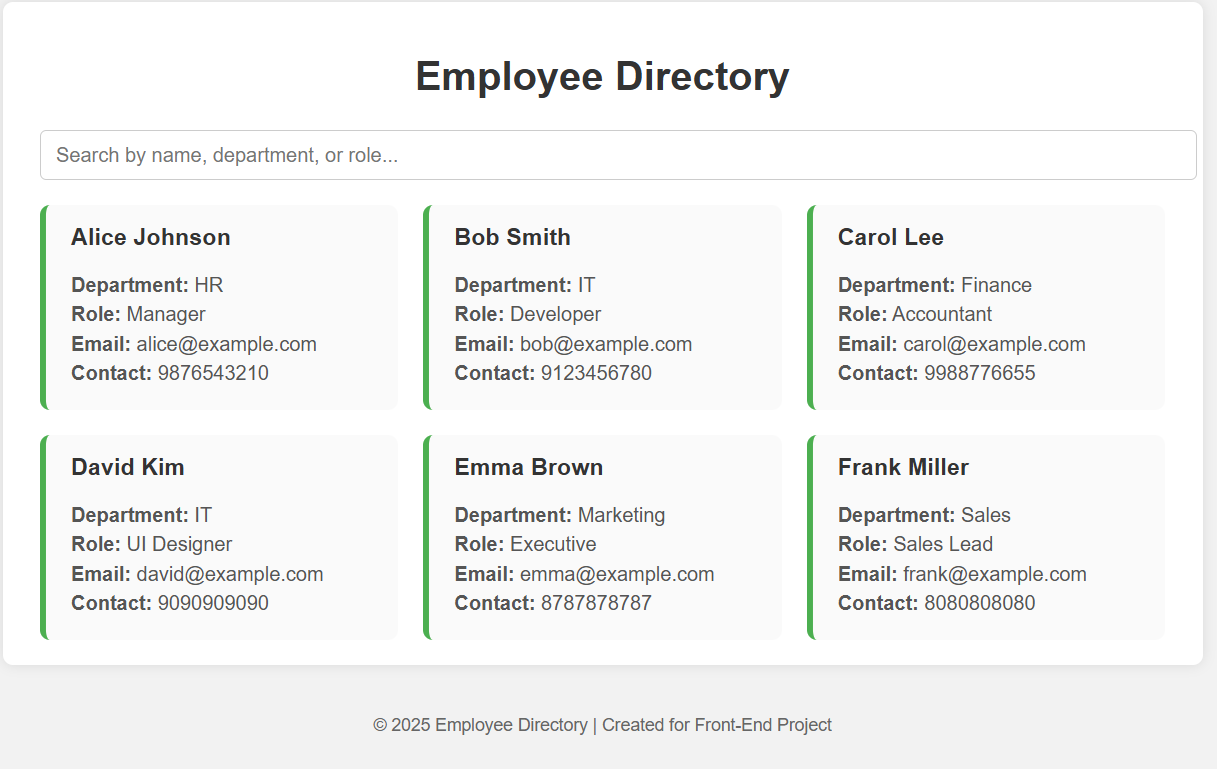 Employee Directory
Search by name, department, or role...
Alice Johnson
Department: HR
Role: Manager
Email: alice@example.com
Contact: 9876543210
Bob Smith
Department: IT
Role: Developer
Email: bob@example.com
Contact: 9123456780
Carol Lee
Department: Finance
Role: Accountant
Email: carol@example.com
Contact: 9988776655
David Kim
Department: IT
Role: UI Designer
Email: david@example.com
Contact: 9090909090
Emma Brown
Department: Marketing
Role: Executive
Email: emma@example.com
Contact: 8787878787
Frank Miller
Department: Sales
Role: Sales Lead
Email: frank@example.com
Contact: 8080808080
© 2025 Employee Directory | Created for Front-End Project